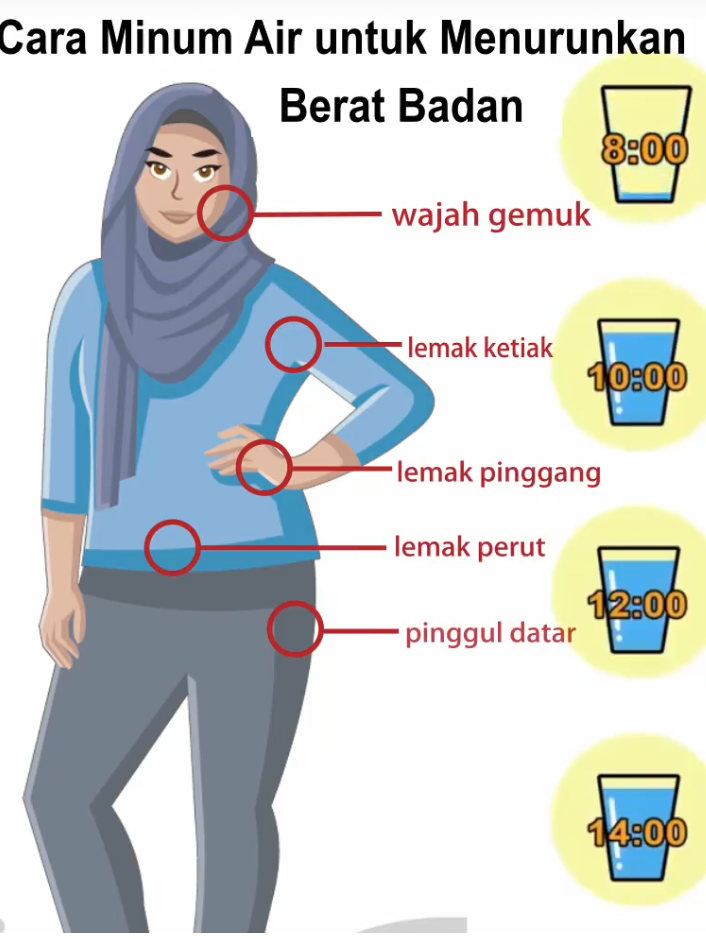 Cara Minum Air untuk Menurunkan
Berat Badan
8:00
wajah gemuk
lemak ketiak
10:00
lemak pinggang
lemak perut
12:00
pinggul datar
14:00